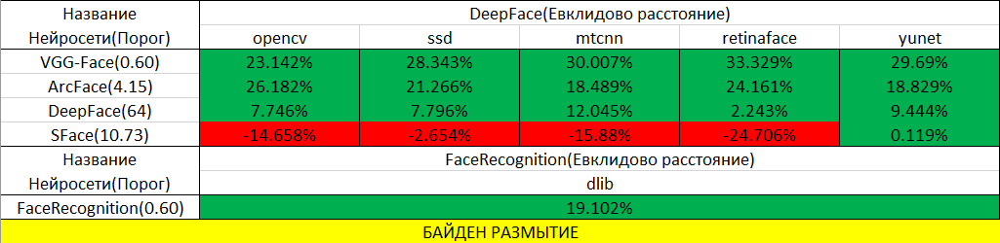 Название DeepFace(Евклидово расстояние)
Нейросети(Порог) opencv ssd mtcnn retinaface yunet
VGG-Face(0.60) 23.142% 28.343% 30.007% 33.329% 29.69%
ArcFace(4.15) 26.182% 21.266% 18.489% 24.161% 18.829%
DeepFace(64) 7.746% 7.796% 12.045% 2.243% 9.444%
SFace(10.73) -14.658% -2.654% -15.88% -24.706% 0.119%
Название FaceRecognition(Евклидово расстояние)
Нейросети(Порог) dlib
FaceRecognition(0.60) 19.102%
БАЙДЕН РАЗМЫТИЕ